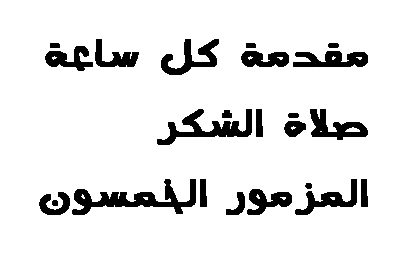 مقدمة كل ساعة
صلاة الشكر
المزمور الخمسون